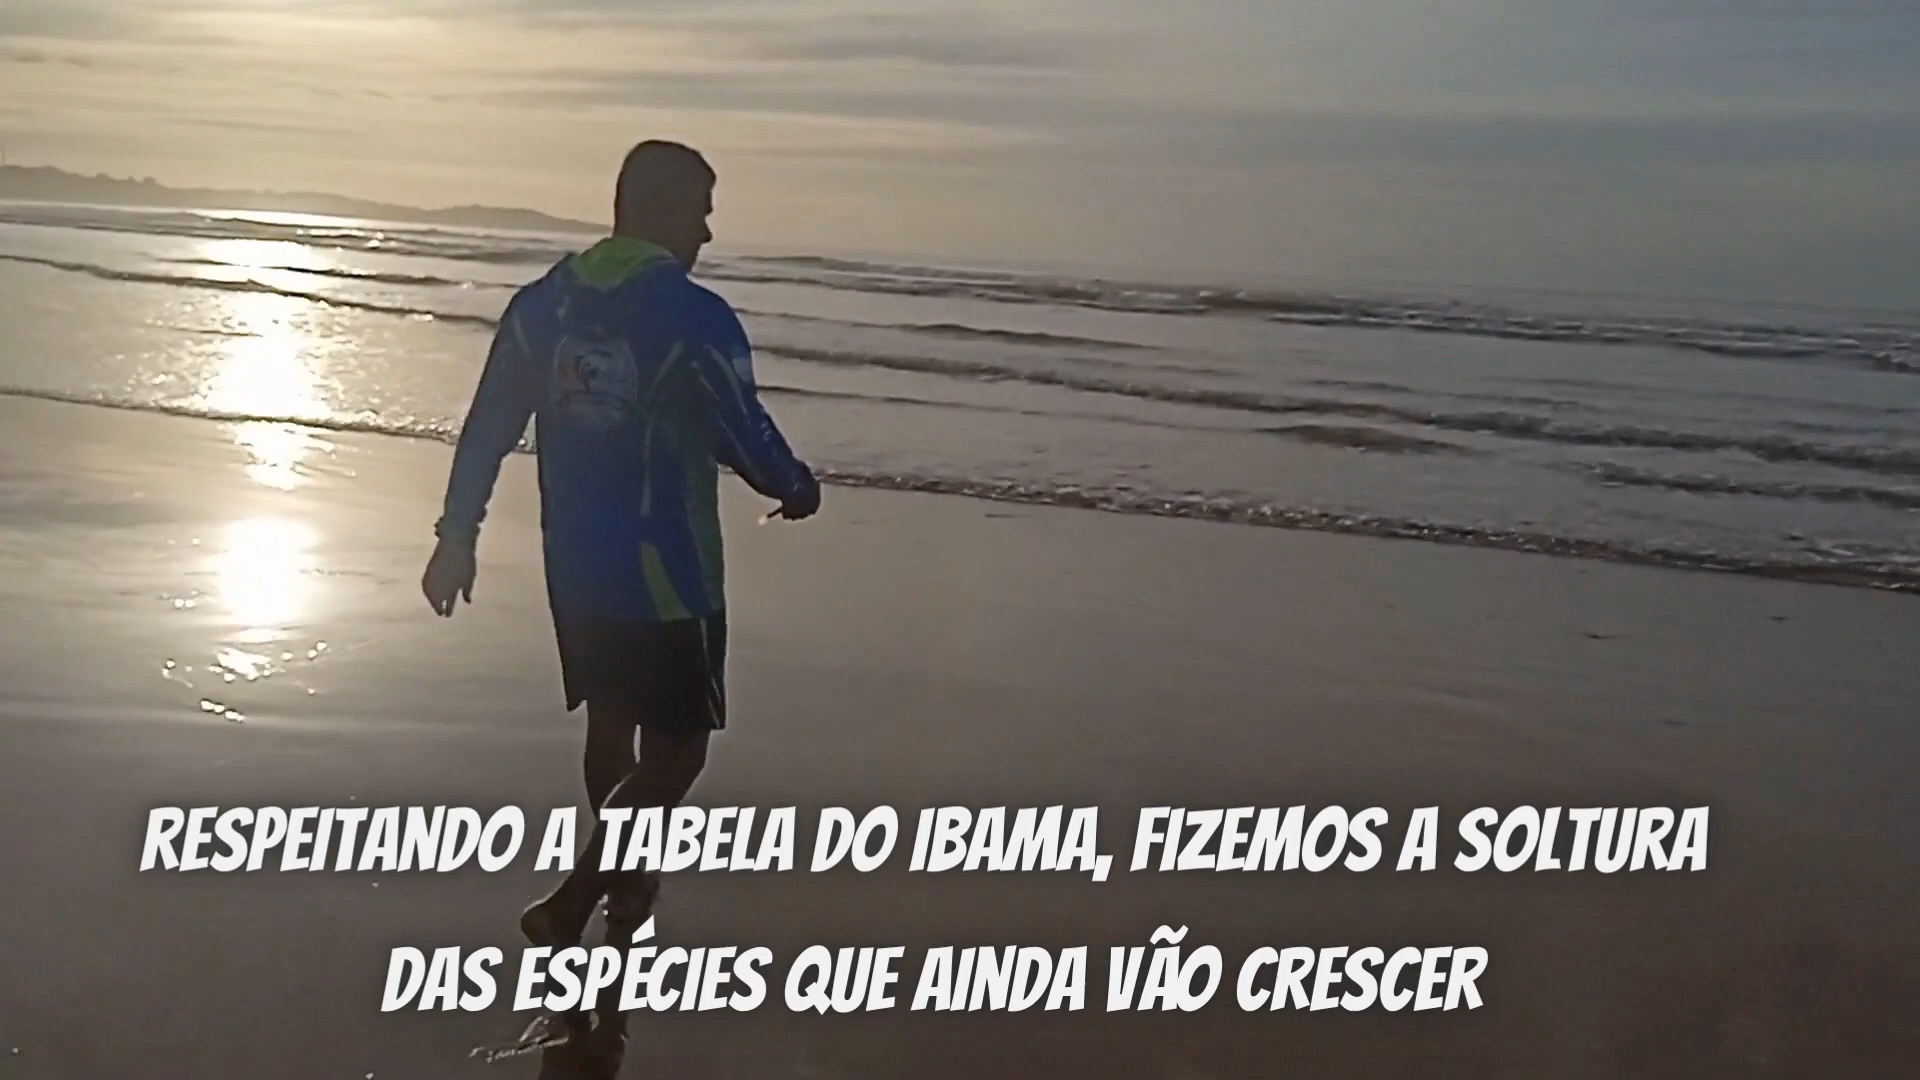 RESPEITANDO A TABELA DO IBAMA, FIZEMOS A SOLTURA
DAS ESPÉCIES QUE AINDA VÃO CRESCER